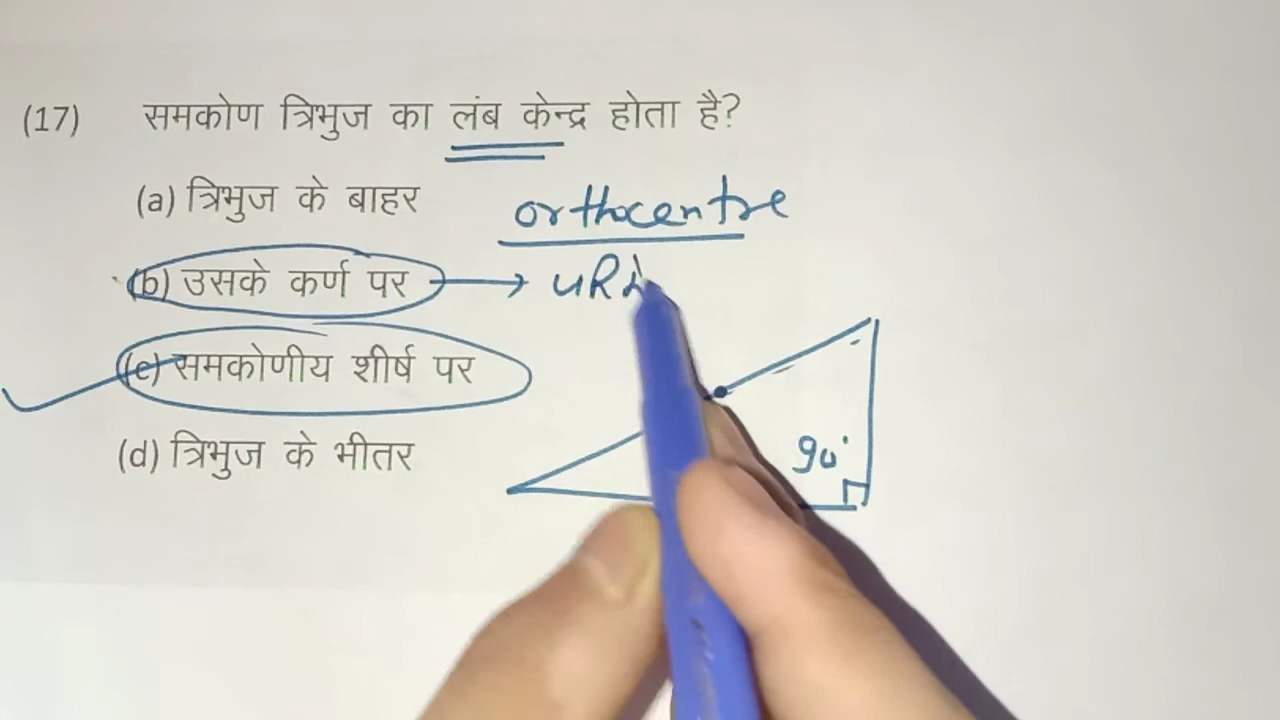 (17) समकोण त्रिभुज का लंब केन्द्र होता है?
(a) त्रिभुज के बाहर
orthocentre
(b) उसके कर्ण पर
(c) समकोणीय शीर्ष पर
90°
(d) त्रिभुज के भीतर